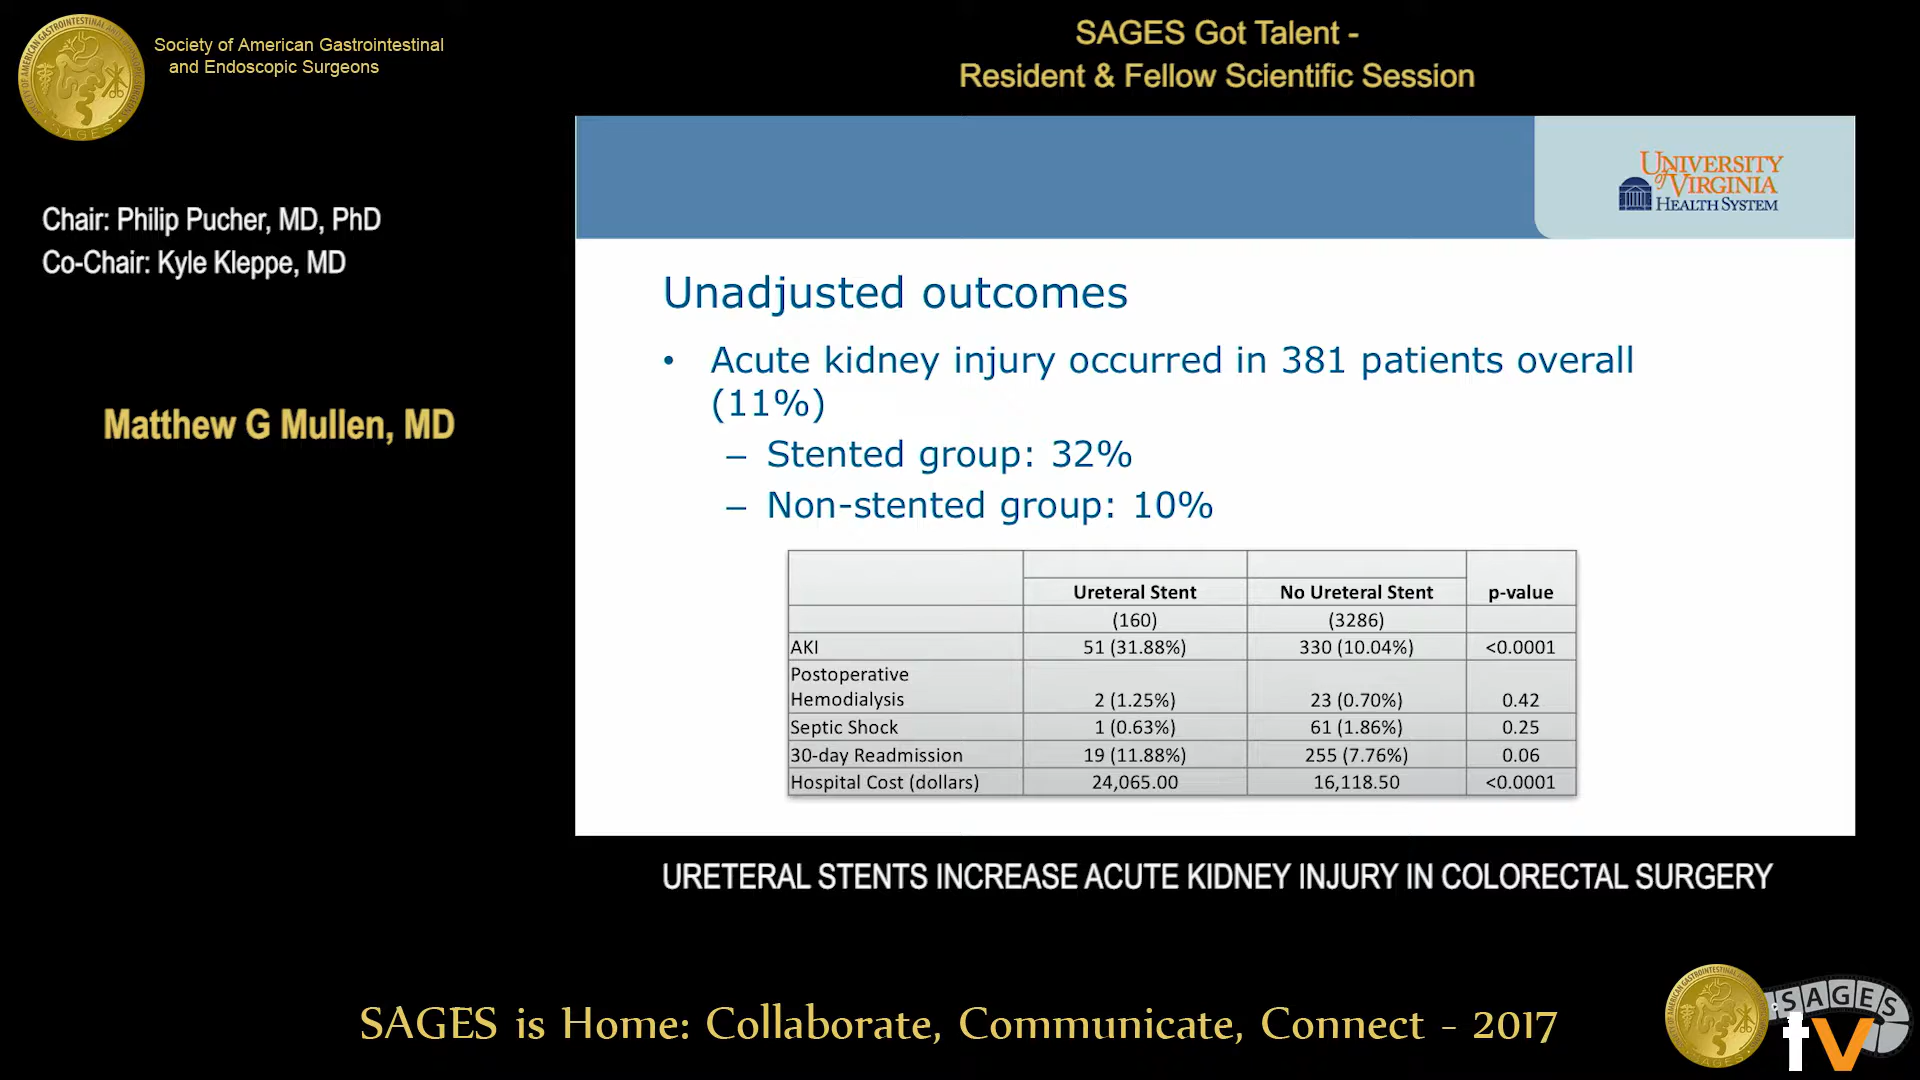 Society of American Gastrointestinal
and Endoscopic Surgeons
SAGES Got Talent -
Resident & Fellow Scientific Session
Chair: Philip Pucher, MD, PhD
Co-Chair: Kyle Kleppe, MD
Matthew G Mullen, MD
UNIVERSITY
of VIRGINIA
HEALTH SYSTEM
Unadjusted outcomes
• Acute kidney injury occurred in 381 patients overall
(11%)
– Stented group: 32%
– Non-stented group: 10%
Ureteral Stent No Ureteral Stent p-value
(160) (3286)
AKI 51 (31.88%) 330 (10.04%) <0.0001
Postoperative
Hemodialysis 2 (1.25%) 23 (0.70%) 0.42
Septic Shock 1 (0.63%) 61 (1.86%) 0.25
30-day Readmission 19 (11.88%) 255 (7.76%) 0.06
Hospital Cost (dollars) 24,065.00 16,118.50 <0.0001
URETERAL STENTS INCREASE ACUTE KIDNEY INJURY IN COLORECTAL SURGERY
SAGES is Home: Collaborate, Communicate, Connect - 2017
SAGES
tv